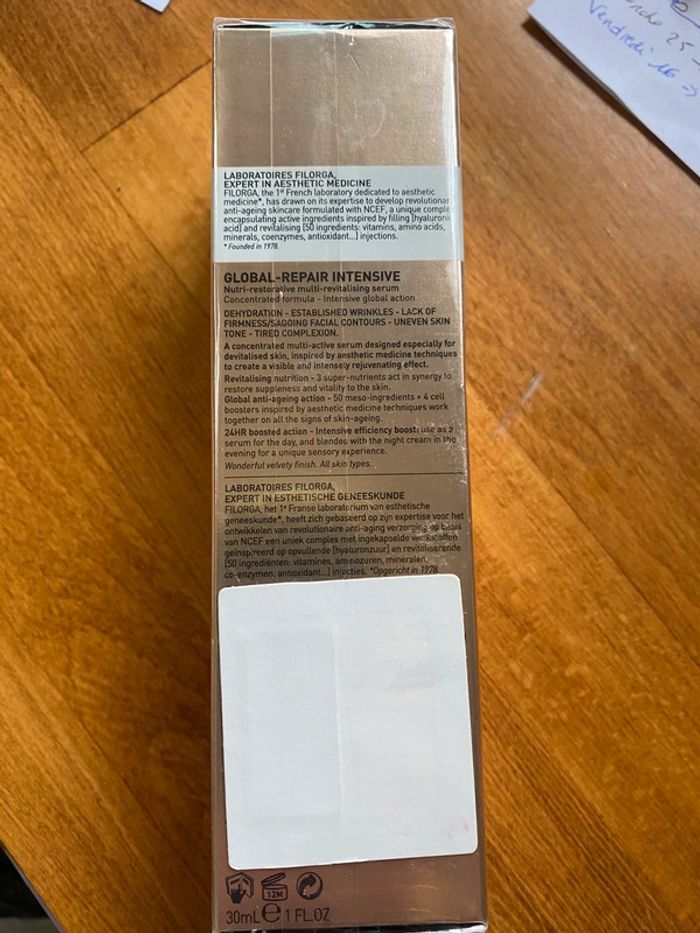 25-
Vendredi 16 →
LABORATOIRES FILORGA,
EXPERT IN AESTHETIC MEDICINE
FILORGA, the 1st French laboratory dedicated to aesthetic
medicine*, has drawn on its expertise to develop revolutionar
anti-ageing skincare formulated with NCEF, a unique comple
encapsulating active ingredients inspired by filling [hyaluronic
acid] and revitalising [50 ingredients: vitamins, amino acids,
minerals, coenzymes, antioxidant...] injections.
* Founded in 1978.
GLOBAL-REPAIR INTENSIVE
Nutri-restorative multi-revitalising serum
Concentrated formula - Intensive global action
DEHYDRATION - ESTABLISHED WRINKLES - LACK OF
FIRMNESS/SAGGING FACIAL CONTOURS - UNEVEN SKIN
TONE - TIRED COMPLEXION.
A concentrated multi-active serum designed especially for
devitalised skin, inspired by aesthetic medicine techniques
to create a visible and intensely rejuvenating effect.
Revitalising nutrition - 3 super-nutrients act in synergy to
restore suppleness and vitality to the skin.
Global anti-ageing action - 50 meso-ingredients + 4 cell
boosters inspired by aesthetic medicine techniques work
together on all the signs of skin-ageing.
24HR boosted action - Intensive efficiency boost: use as a
serum for the day, and blended with the night cream in the
evening for a unique sensory experience.
Wonderful velvety finish. All skin types.
LABORATOIRES FILORGA,
EXPERT IN ESTHETISCHE GENEESKUNDE
FILORGA, het 1e Franse laboratorium van esthetische
geneeskunde*, heeft zich gebaseerd op zijn expertise voor het
ontwikkelen van revolutionaire anti-aging verzorging op basis
van NCEF een uniek complex met ingekapselde werkstoffen
geïnspireerd op opvullende [hyaluronzuur] en revitaliserende
[50 ingrediënten: vitamines, aminozuren, mineralen,
co-enzymen, antioxidant...] injecties. *Opgericht in 1978.
12M
30mL e 1 FL.OZ